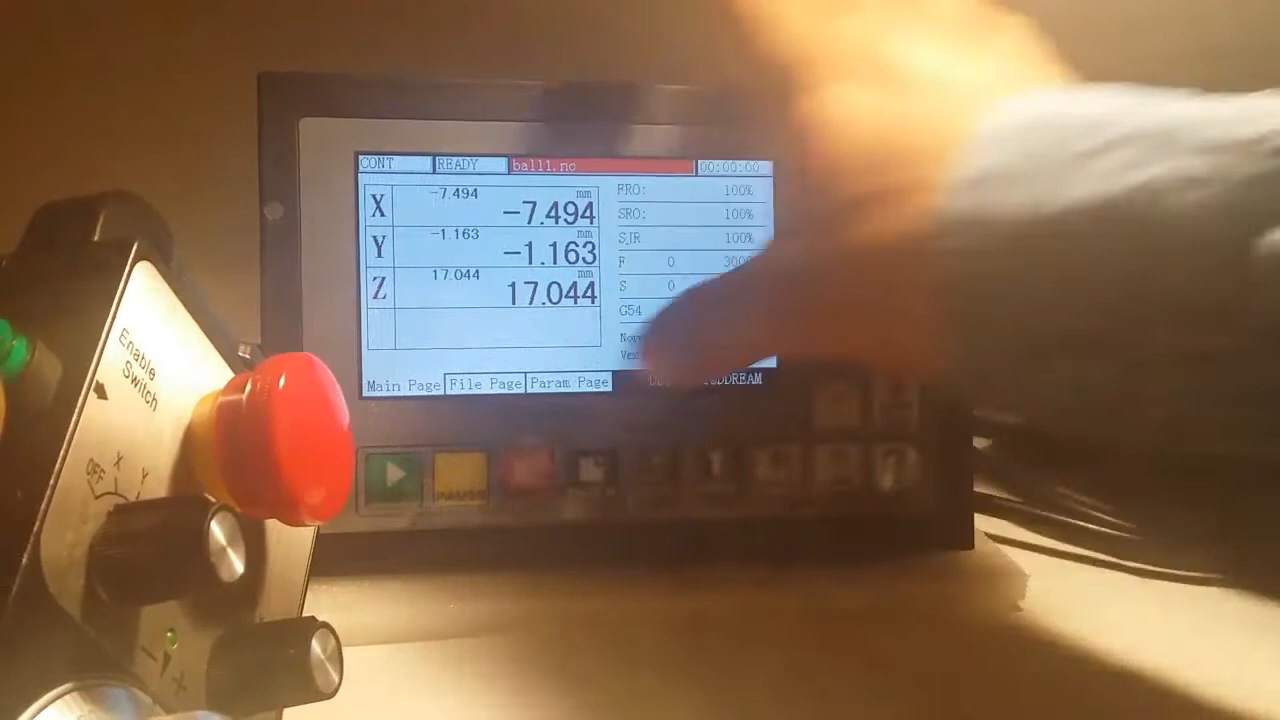 CONT READY ball1.nc 00:00:00
X -7.494 mm -7.494
Y -1.163 mm -1.163
Z 17.044 mm 17.044
FRO: 100%
SRO: 100%
SJR 100%
F 0
S 0
G54
Main Page File Page Param Page
PAUSE
?
Enable
Switch
OFF X Y
- +